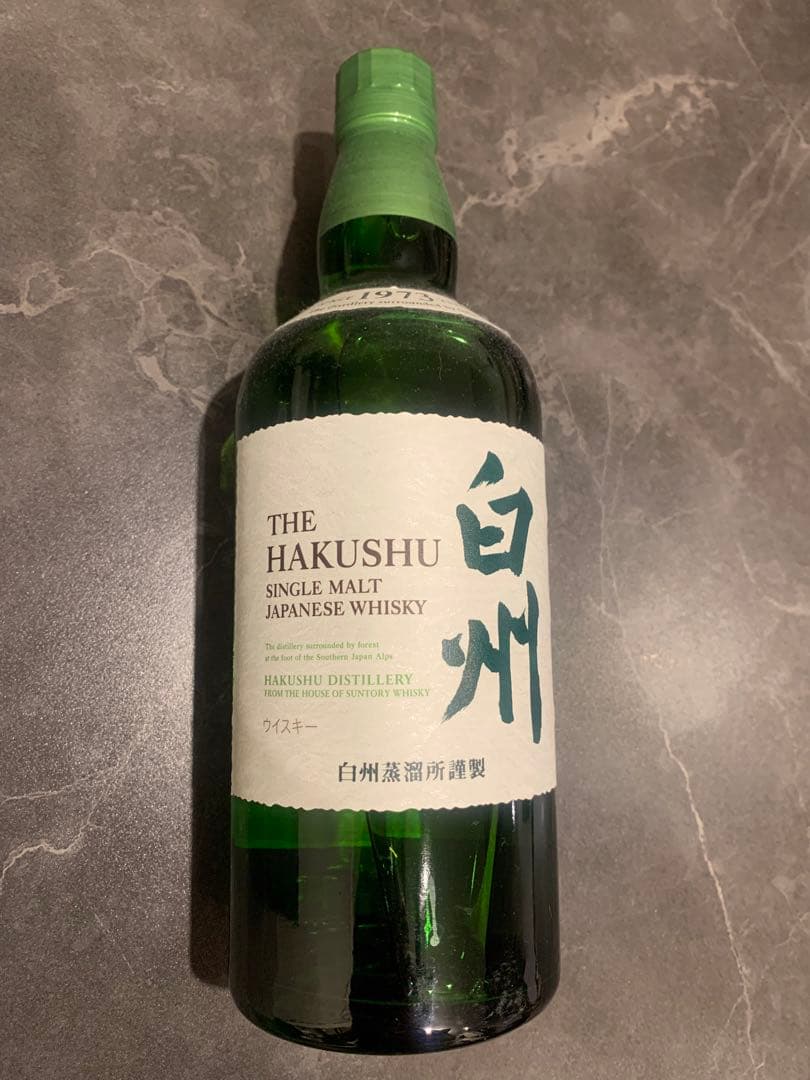 1973
THE
HAKUSHU
SINGLE MALT
JAPANESE WHISKY
白州
The distillery surrounded by forest
at the foot of the Southern Japan Alps.
HAKUSHU DISTILLERY
FROM THE HOUSE OF SUNTORY WHISKY
ウイスキー
白州蒸溜所謹製